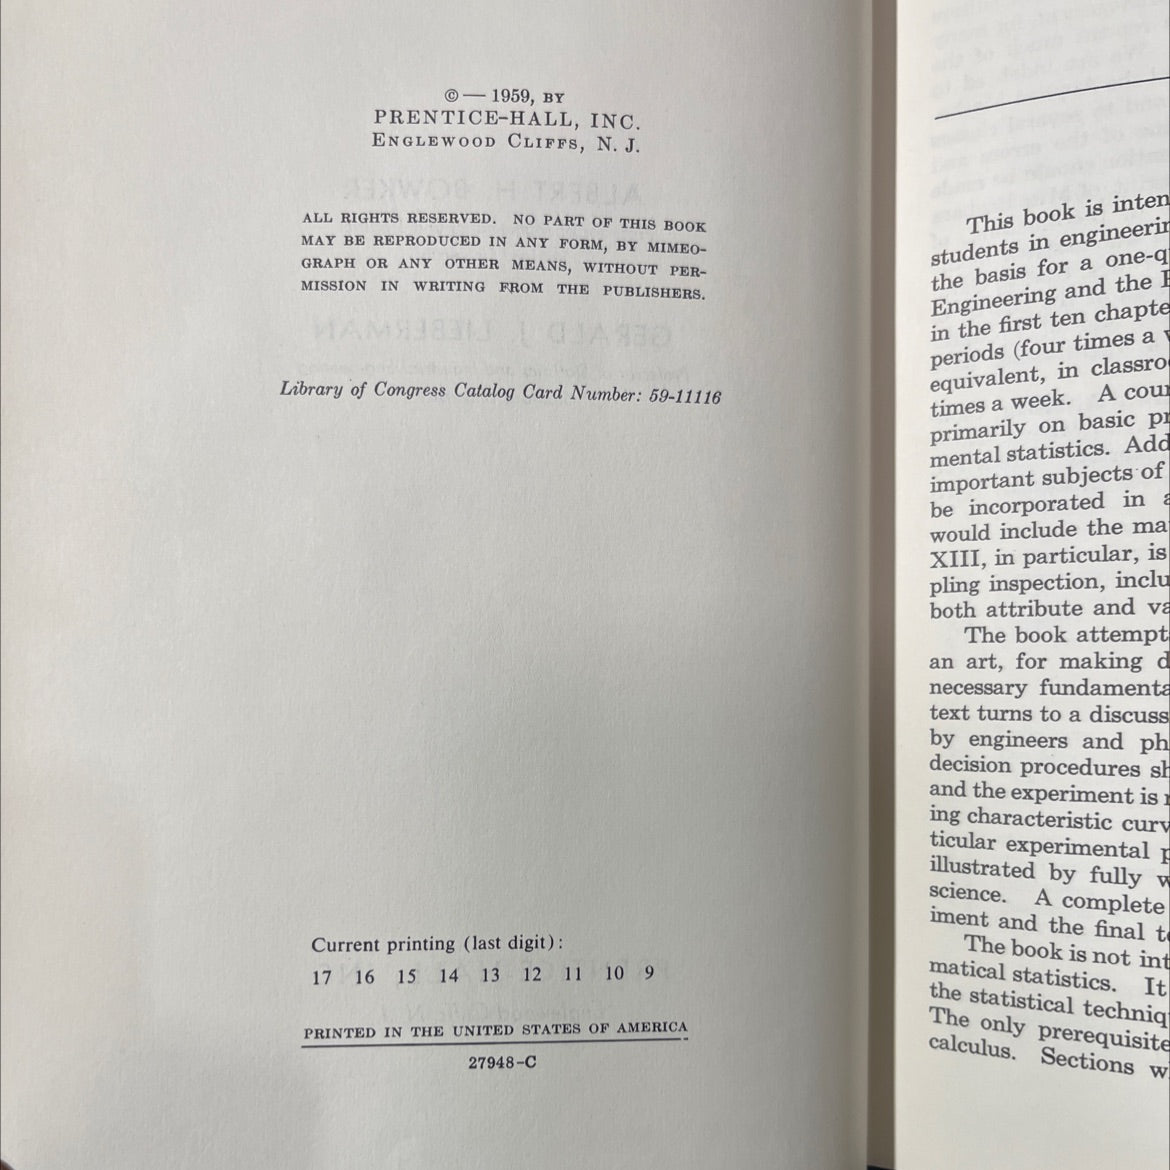 © — 1959, BY
PRENTICE-HALL, INC.
ENGLEWOOD CLIFFS, N. J.
ALL RIGHTS RESERVED. NO PART OF THIS BOOK
MAY BE REPRODUCED IN ANY FORM, BY MIMEO-
GRAPH OR ANY OTHER MEANS, WITHOUT PER-
MISSION IN WRITING FROM THE PUBLISHERS.
Library of Congress Catalog Card Number: 59-11116
Current printing (last digit):
17 16 15 14 13 12 11 10 9
PRINTED IN THE UNITED STATES OF AMERICA
27948-C
This book is inten
students in engineerin
the basis for a one-q
Engineering and the
in the first ten chapte
periods (four times a
equivalent, in classro
times a week. A cour
primarily on basic pr
mental statistics. Add
important subjects of
be incorporated in a
would include the ma
XIII, in particular, is
pling inspection, inclu
both attribute and va
The book attempt
an art, for making d
necessary fundamenta
text turns to a discuss
by engineers and ph
decision procedures sh
and the experiment is
ing characteristic curv
ticular experimental p
illustrated by fully w
science. A complete
iment and the final te
The book is not int
matical statistics. It
the statistical techniq
The only prerequisite
calculus. Sections w